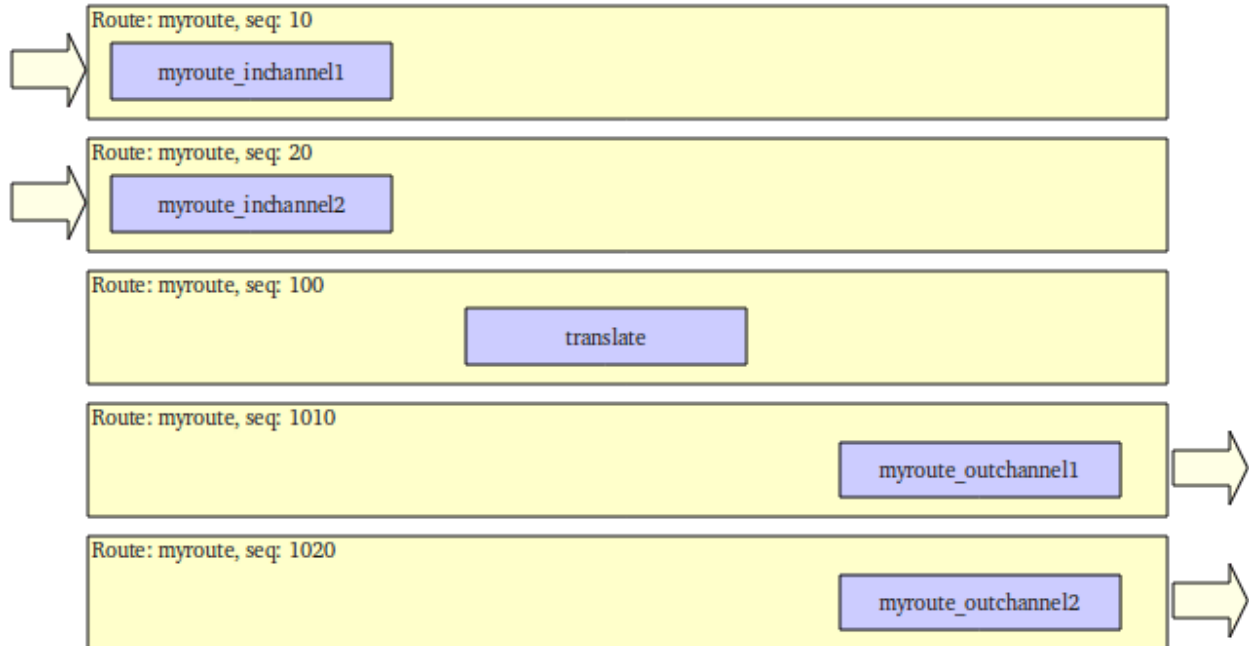 Route: myroute, seq: 10
myroute_inchannel1
Route: myroute, seq: 20
myroute_inchannel2
Route: myroute, seq: 100
translate
Route: myroute, seq: 1010
myroute_outchannel1
Route: myroute, seq: 1020
myroute_outchannel2